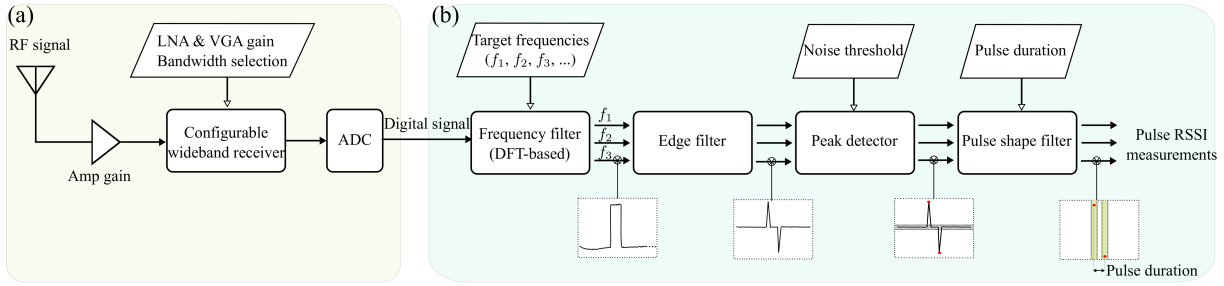 (a)
RF signal
LNA & VGA gain
Bandwidth selection
Amp gain
Configurable
wideband receiver
ADC
Digital signal
(b)
Target frequencies
(f₁, f₂, f₃, ...)
Frequency filter
(DFT-based)
f₁
f₂
f₃
Edge filter
Noise threshold
Peak detector
Pulse duration
Pulse shape filter
Pulse RSSI
measurements
Pulse duration